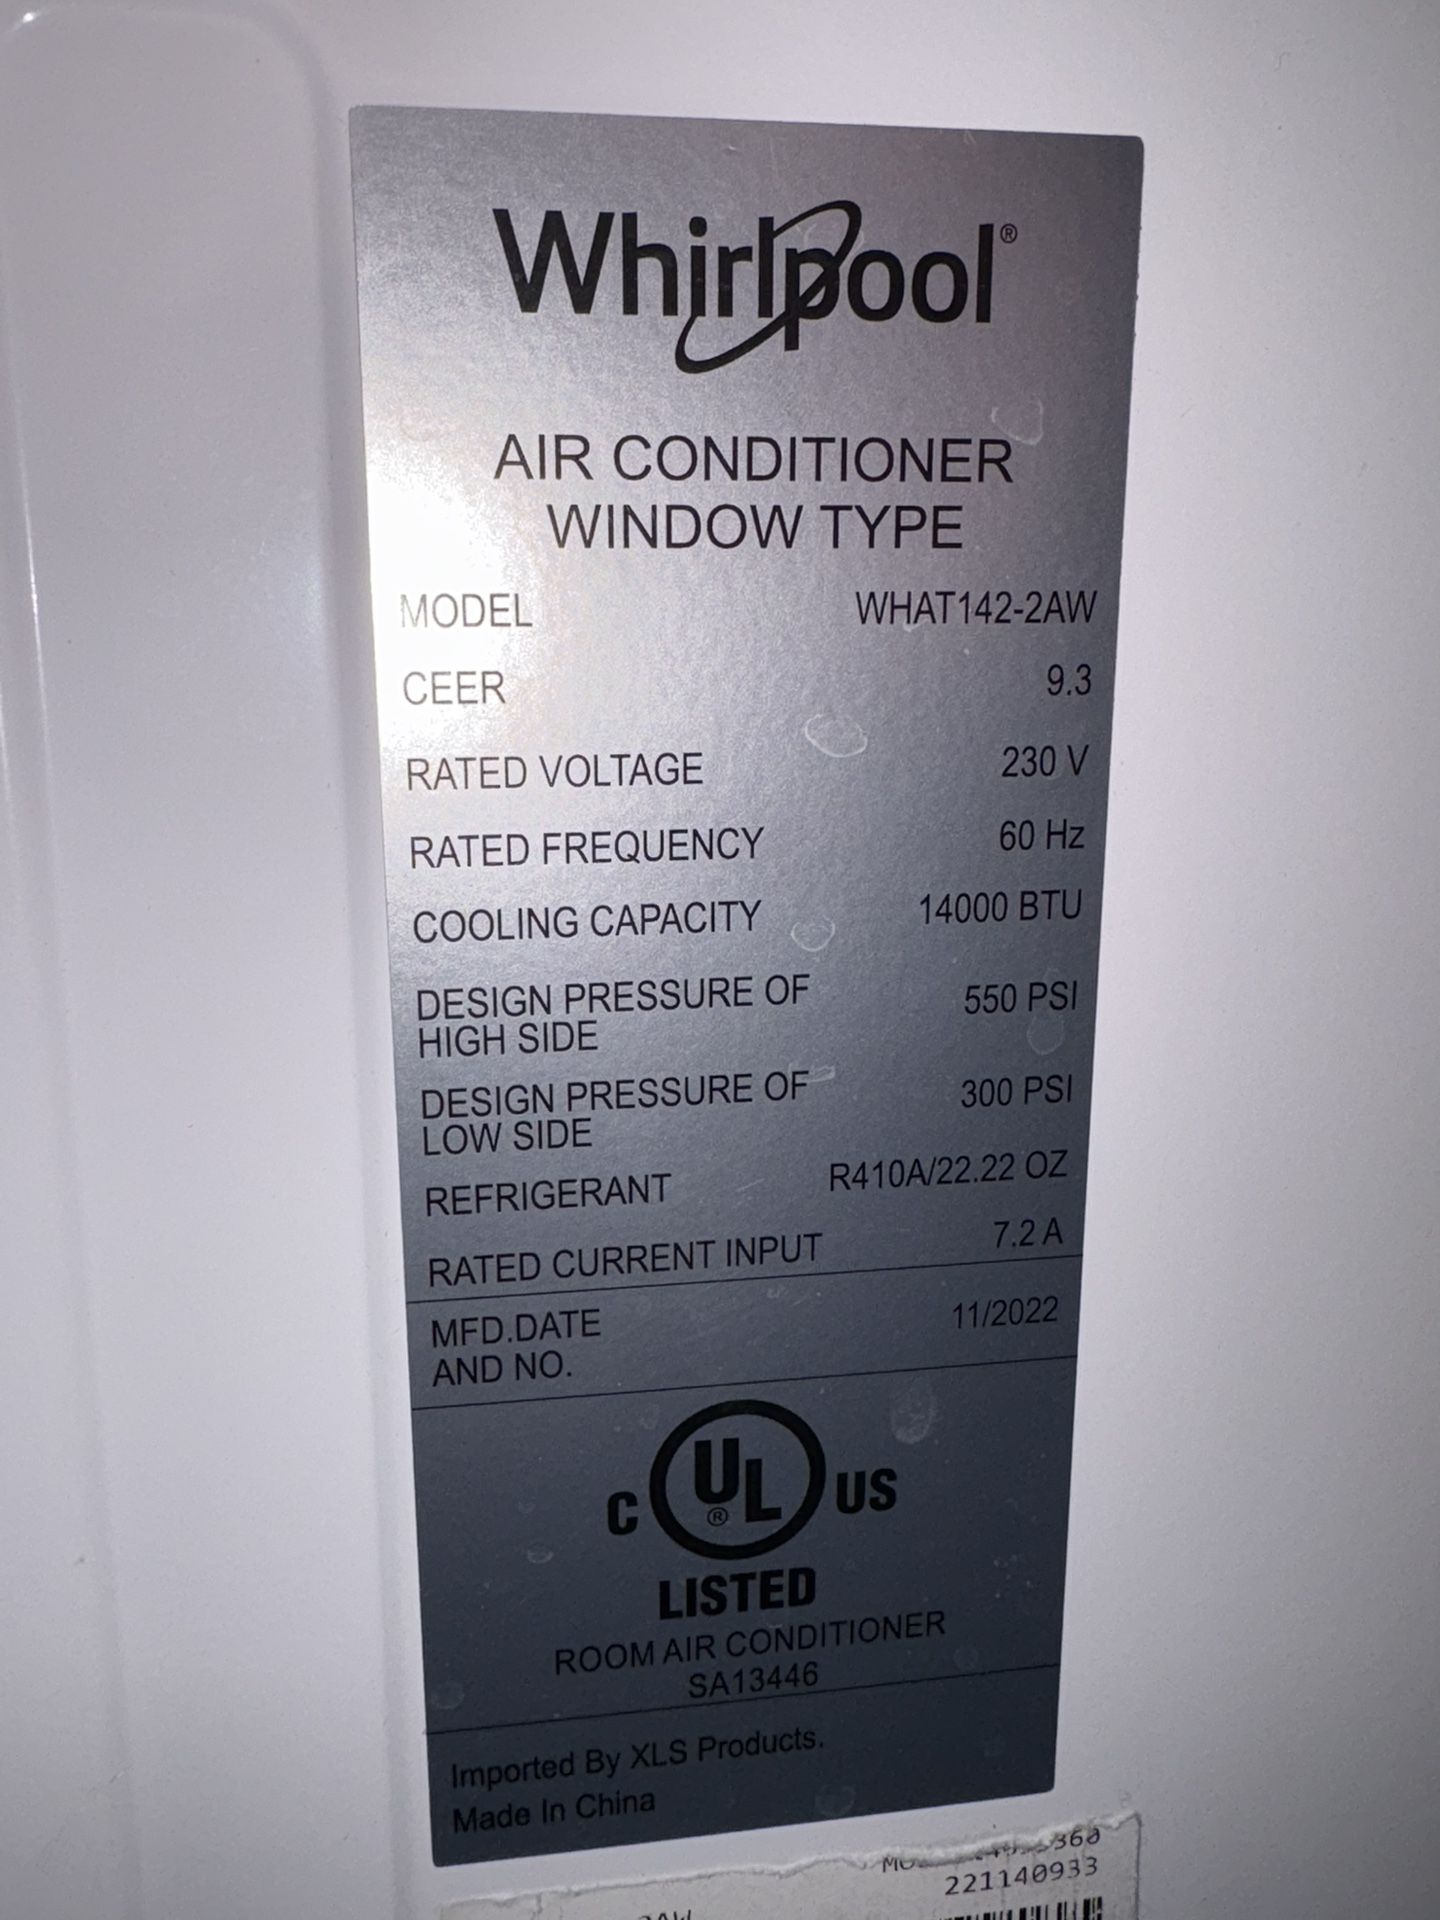 Whirlpool®
AIR CONDITIONER
WINDOW TYPE
MODEL WHAT142-2AW
CEER 9.3
RATED VOLTAGE 230 V
RATED FREQUENCY 60 Hz
COOLING CAPACITY 14000 BTU
DESIGN PRESSURE OF 550 PSI
HIGH SIDE
DESIGN PRESSURE OF 300 PSI
LOW SIDE
REFRIGERANT R410A/22.22 OZ
RATED CURRENT INPUT 7.2 A
MFD.DATE 11/2022
AND NO.
C UL® US
LISTED
ROOM AIR CONDITIONER
SA13446
Imported By XLS Products.
Made In China
221140933